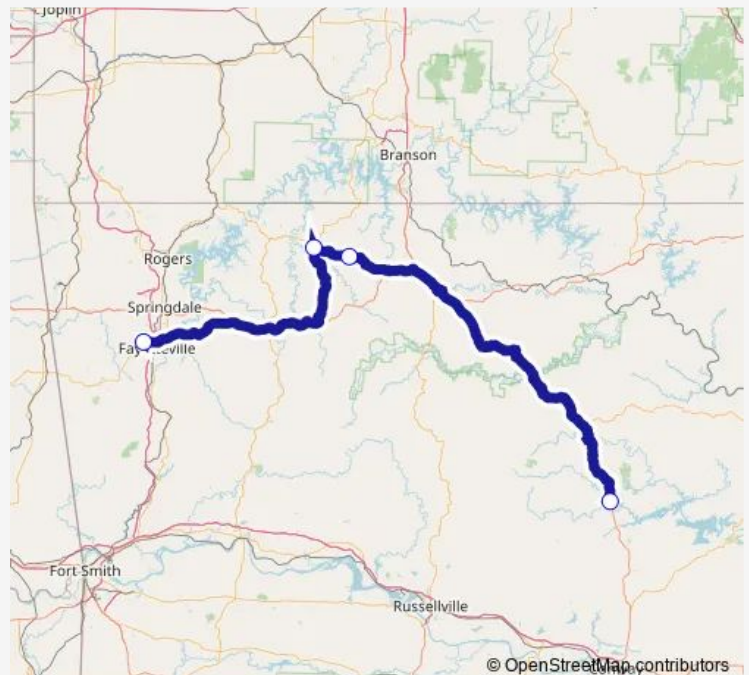 Joplin
Branson
Rogers
Springdale
Fort Smith
Russellville
© OpenStreetMap contributors